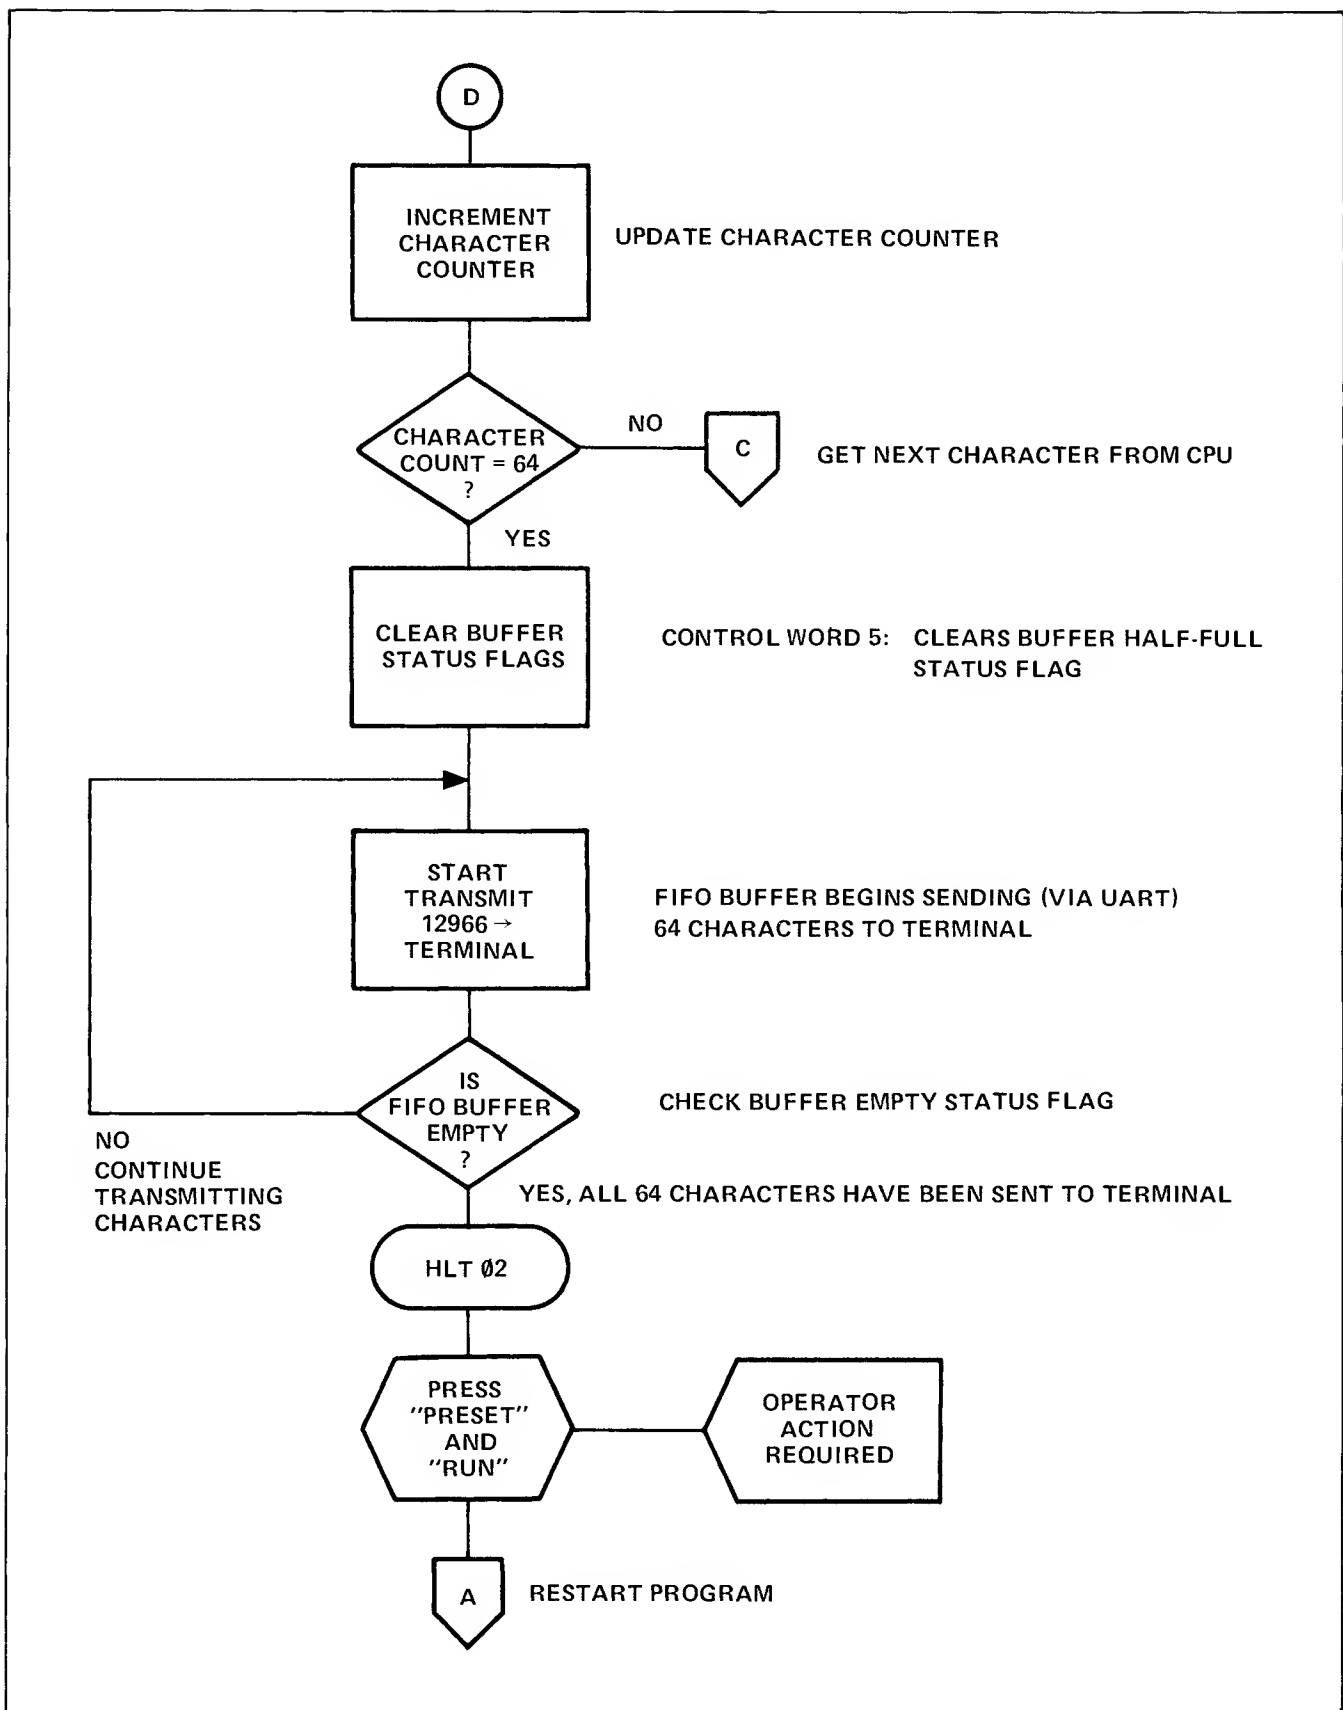 D
INCREMENT
CHARACTER
COUNTER
UPDATE CHARACTER COUNTER
CHARACTER
COUNT = 64
?
NO
C
GET NEXT CHARACTER FROM CPU
YES
CLEAR BUFFER
STATUS FLAGS
CONTROL WORD 5: CLEARS BUFFER HALF-FULL
STATUS FLAG
START
TRANSMIT
12966 →
TERMINAL
FIFO BUFFER BEGINS SENDING (VIA UART)
64 CHARACTERS TO TERMINAL
IS
FIFO BUFFER
EMPTY
?
CHECK BUFFER EMPTY STATUS FLAG
NO
CONTINUE
TRANSMITTING
CHARACTERS
YES, ALL 64 CHARACTERS HAVE BEEN SENT TO TERMINAL
HLT Ø2
PRESS
"PRESET"
AND
"RUN"
OPERATOR
ACTION
REQUIRED
A
RESTART PROGRAM